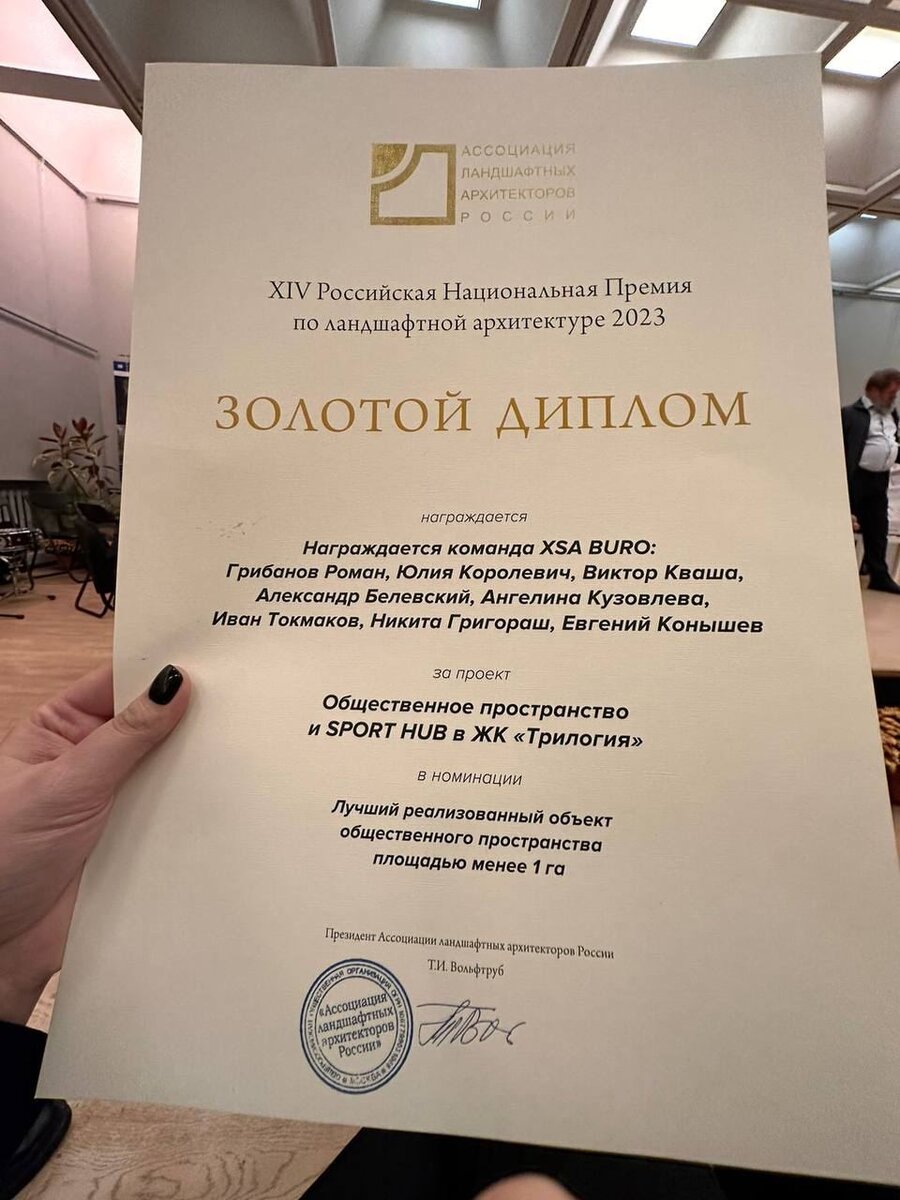 АССОЦИАЦИЯ
ЛАНДШАФТНЫХ
АРХИТЕКТОРОВ
РОССИИ
XIV Российская Национальная Премия
по ландшафтной архитектуре 2023
ЗОЛОТОЙ ДИПЛОМ
награждается
Награждается команда XSA BURO:
Грибанов Роман, Юлия Королевич, Виктор Кваша,
Александр Белевский, Ангелина Кузовлева,
Иван Токмаков, Никита Григораш, Евгений Конышев
за проект
Общественное пространство
и SPORT HUB в ЖК «Трилогия»
в номинации
Лучший реализованный объект
общественного пространства
площадью менее 1 га
Президент Ассоциации ландшафтных архитекторов России
Т.И. Вольфтруб
«Ассоциация
ландшафтных
архитекторов
России»
МОСКВА